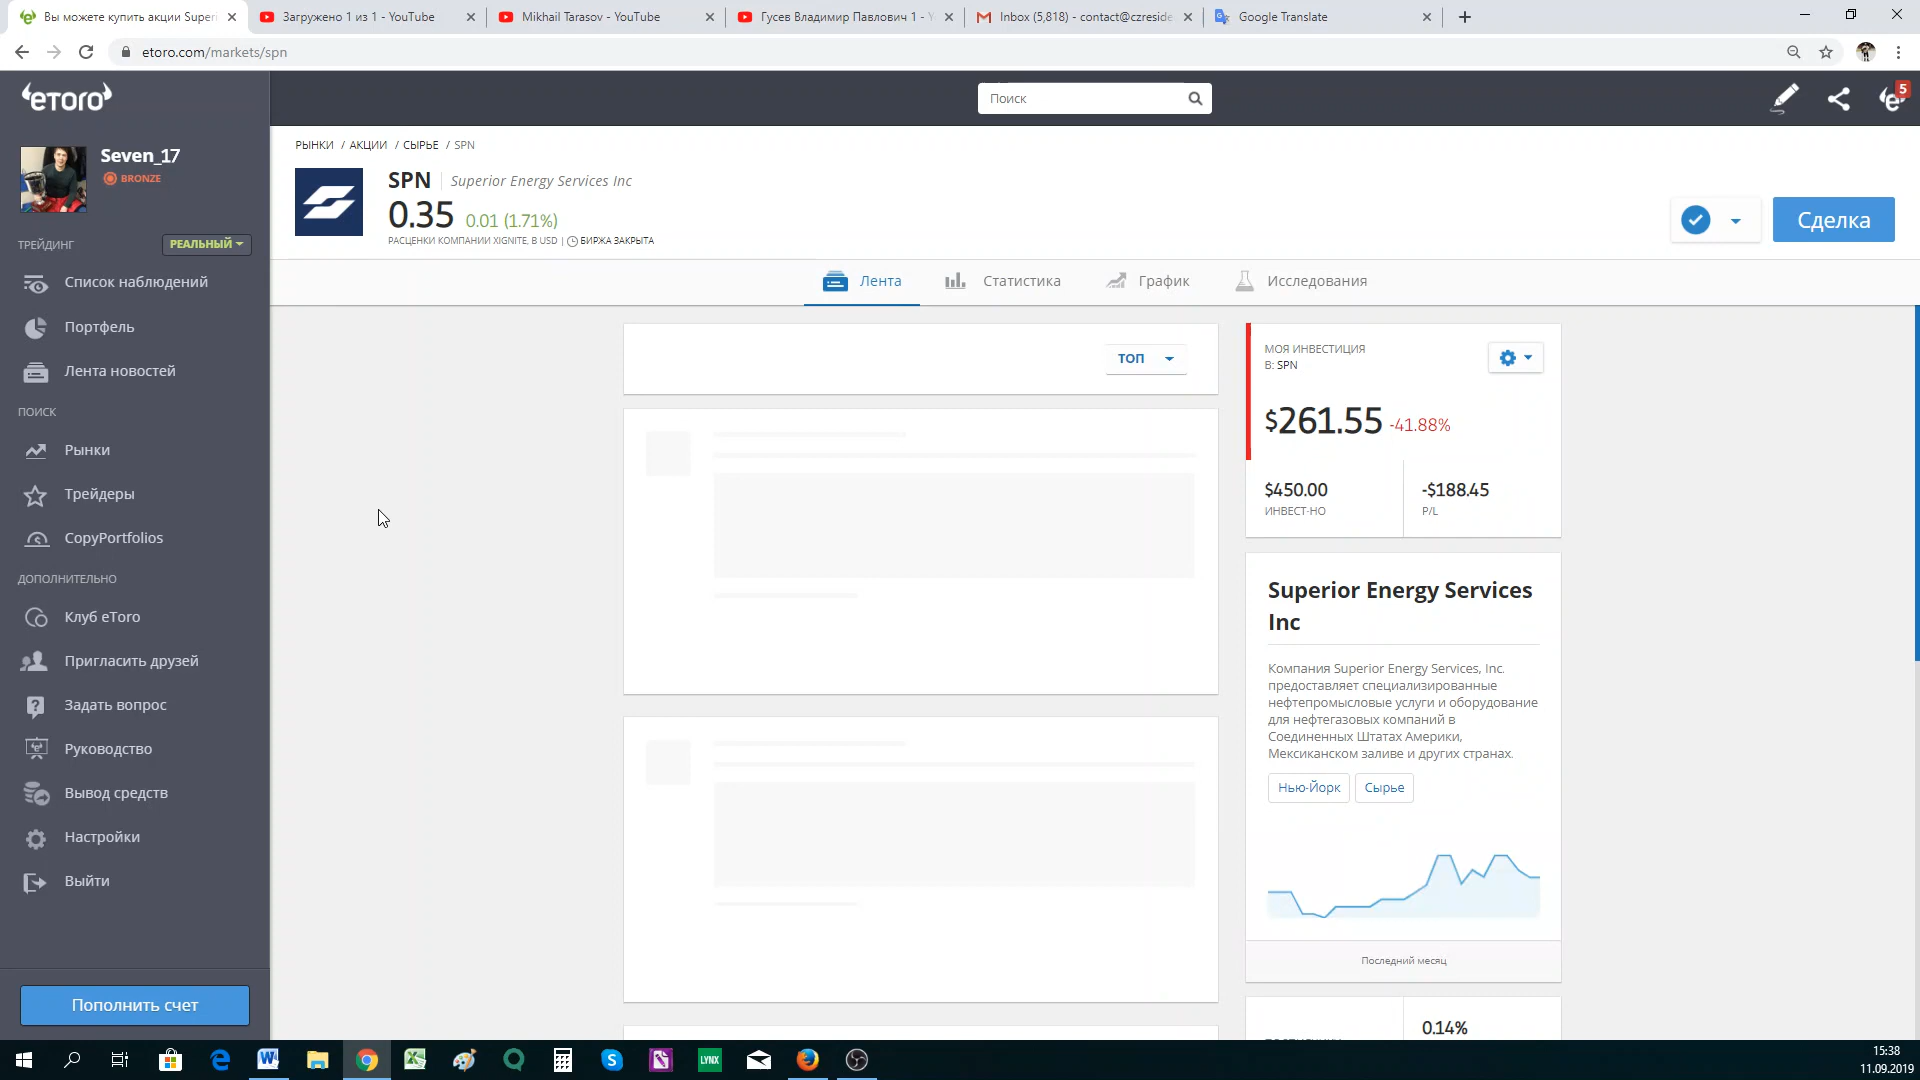 Вы можете купить акции Superi
Загружено 1 из 1 - YouTube
Mikhail Tarasov - YouTube
Гусев Владимир Павлович 1 - Y
Inbox (5,818) - contact@czreside
Google Translate
etoro.com/markets/spn
eToro
Поиск
5
Seven_17
BRONZE
ТРЕЙДИНГ
РЕАЛЬНЫЙ
Список наблюдений
Портфель
Лента новостей
ПОИСК
Рынки
Трейдеры
CopyPortfolios
ДОПОЛНИТЕЛЬНО
Клуб eToro
Пригласить друзей
Задать вопрос
Руководство
Вывод средств
Настройки
Выйти
Пополнить счет
РЫНКИ / АКЦИИ / СЫРЬЕ / SPN
SPN
Superior Energy Services Inc
0.35 0.01 (1.71%)
РАСЦЕНКИ КОМПАНИИ XIGNITE, В USD | БИРЖА ЗАКРЫТА
Сделка
Лента
Статистика
График
Исследования
ТОП
МОЯ ИНВЕСТИЦИЯ
В: SPN
$261.55 -41.88%
$450.00
ИНВЕСТ-НО
-$188.45
P/L
Superior Energy Services
Inc
Компания Superior Energy Services, Inc.
предоставляет специализированные
нефтепромысловые услуги и оборудование
для нефтегазовых компаний в
Соединенных Штатах Америки,
Мексиканском заливе и других странах.
Нью-Йорк
Сырье
Последний месяц
0.14%
LYNX
15:38
11.09.2019